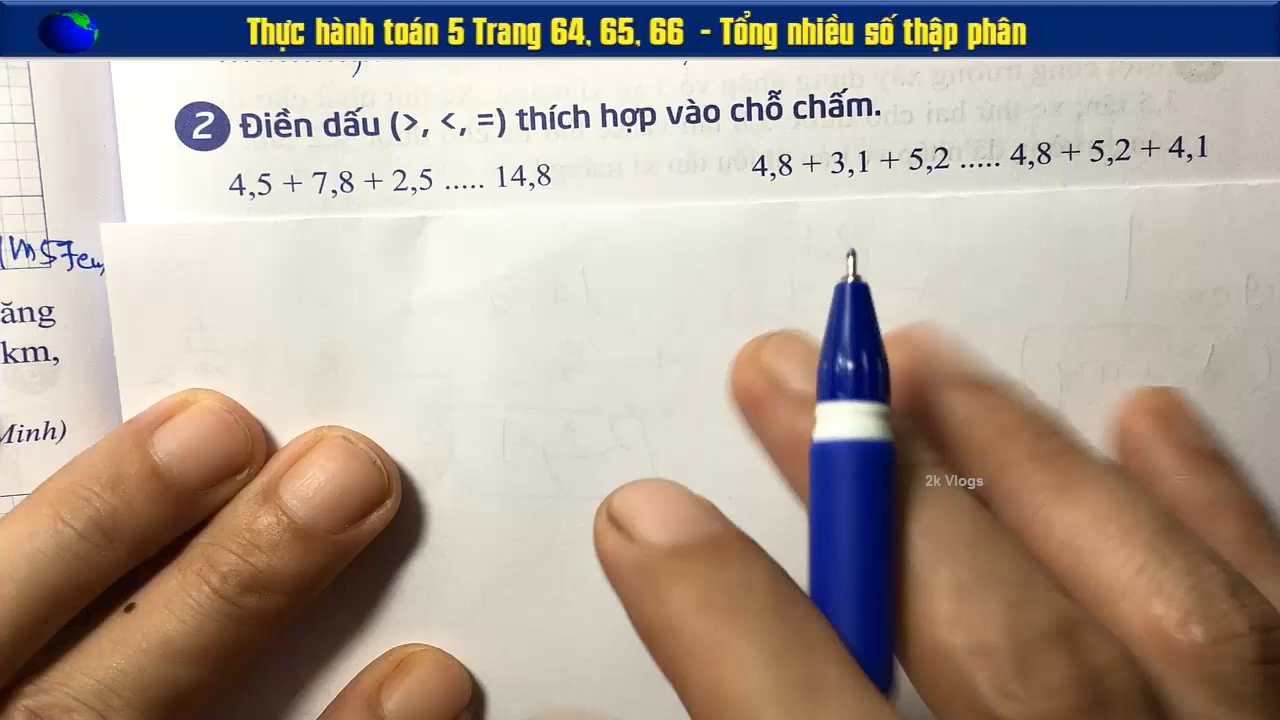 Thực hành toán 5 Trang 64, 65, 66 - Tổng nhiều số thập phân
2 Điền dấu (>, <, =) thích hợp vào chỗ chấm.
4,5 + 7,8 + 2,5 ..... 14,8
4,8 + 3,1 + 5,2 ..... 4,8 + 5,2 + 4,1
ăng
km,
Minh)
2k Vlogs